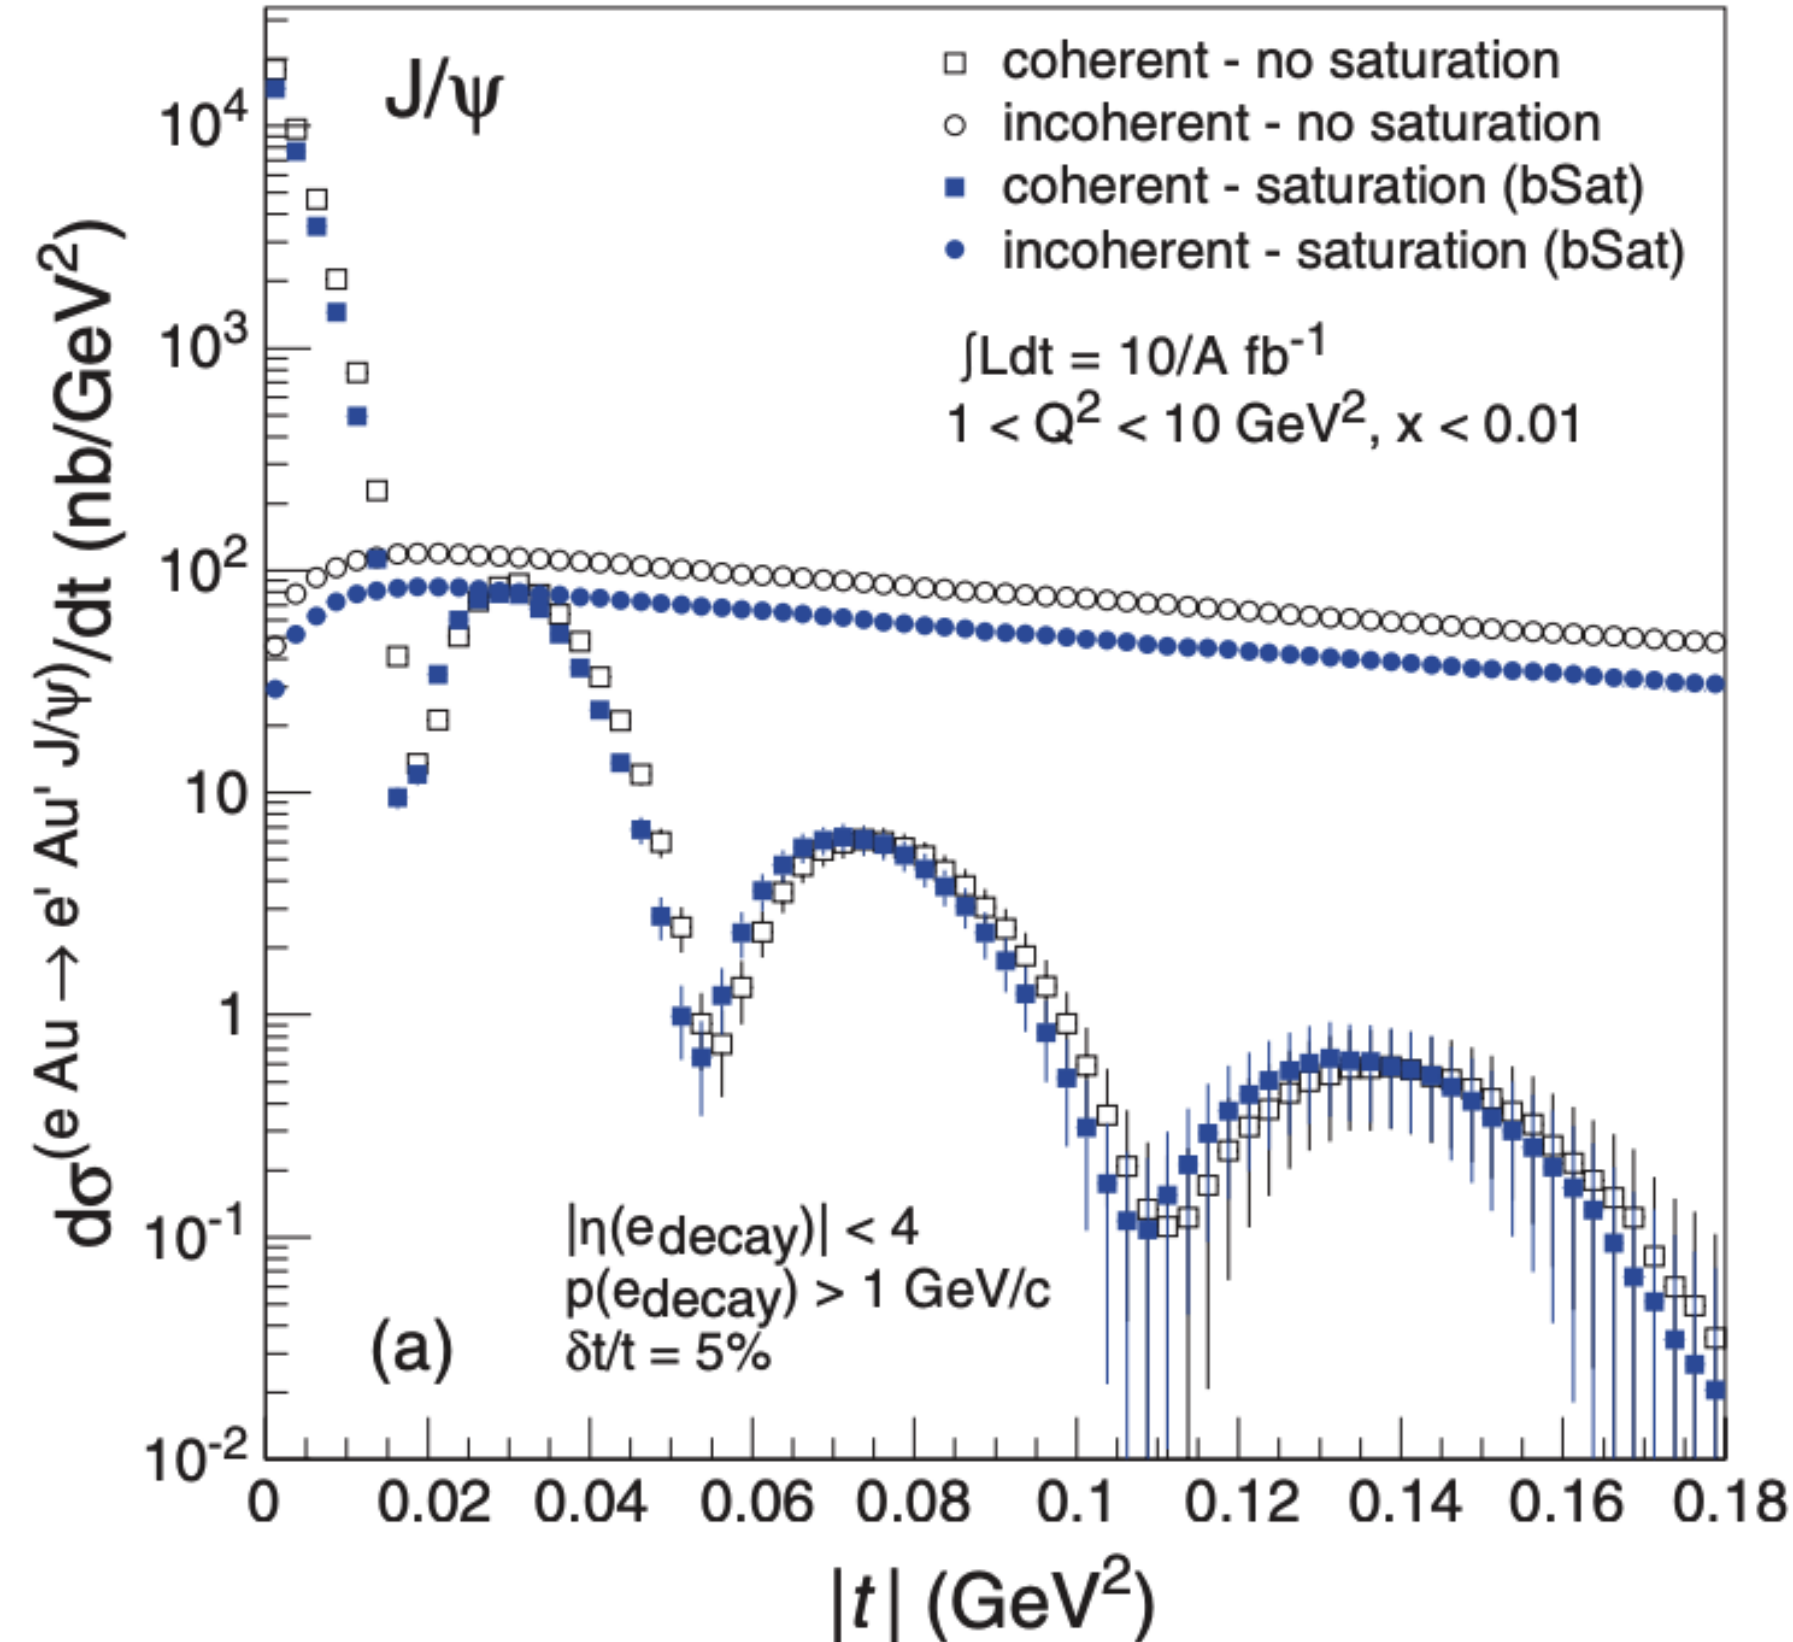 J/ψ
coherent - no saturation
incoherent - no saturation
coherent - saturation (bSat)
incoherent - saturation (bSat)
∫Ldt = 10/A fb⁻¹
1 < Q² < 10 GeV², x < 0.01
dσ(e Au → e' Au' J/ψ)/dt (nb/GeV²)
10⁴
10³
10²
10
1
10⁻¹
10⁻²
|η(e_decay)| < 4
p(e_decay) > 1 GeV/c
δt/t = 5%
(a)
0 0.02 0.04 0.06 0.08 0.1 0.12 0.14 0.16 0.18
|t| (GeV²)